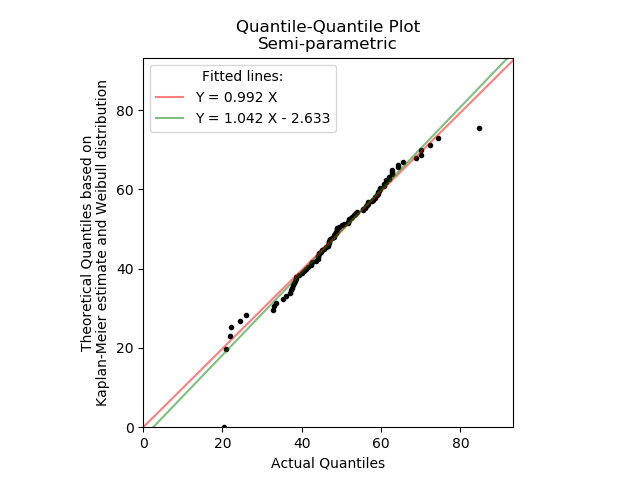 Quantile-Quantile Plot
Semi-parametric
Fitted lines:
Y = 0.992 X
Y = 1.042 X - 2.633
Theoretical Quantiles based on
Kaplan-Meier estimate and Weibull distribution
80
60
40
20
0
0 20 40 60 80
Actual Quantiles